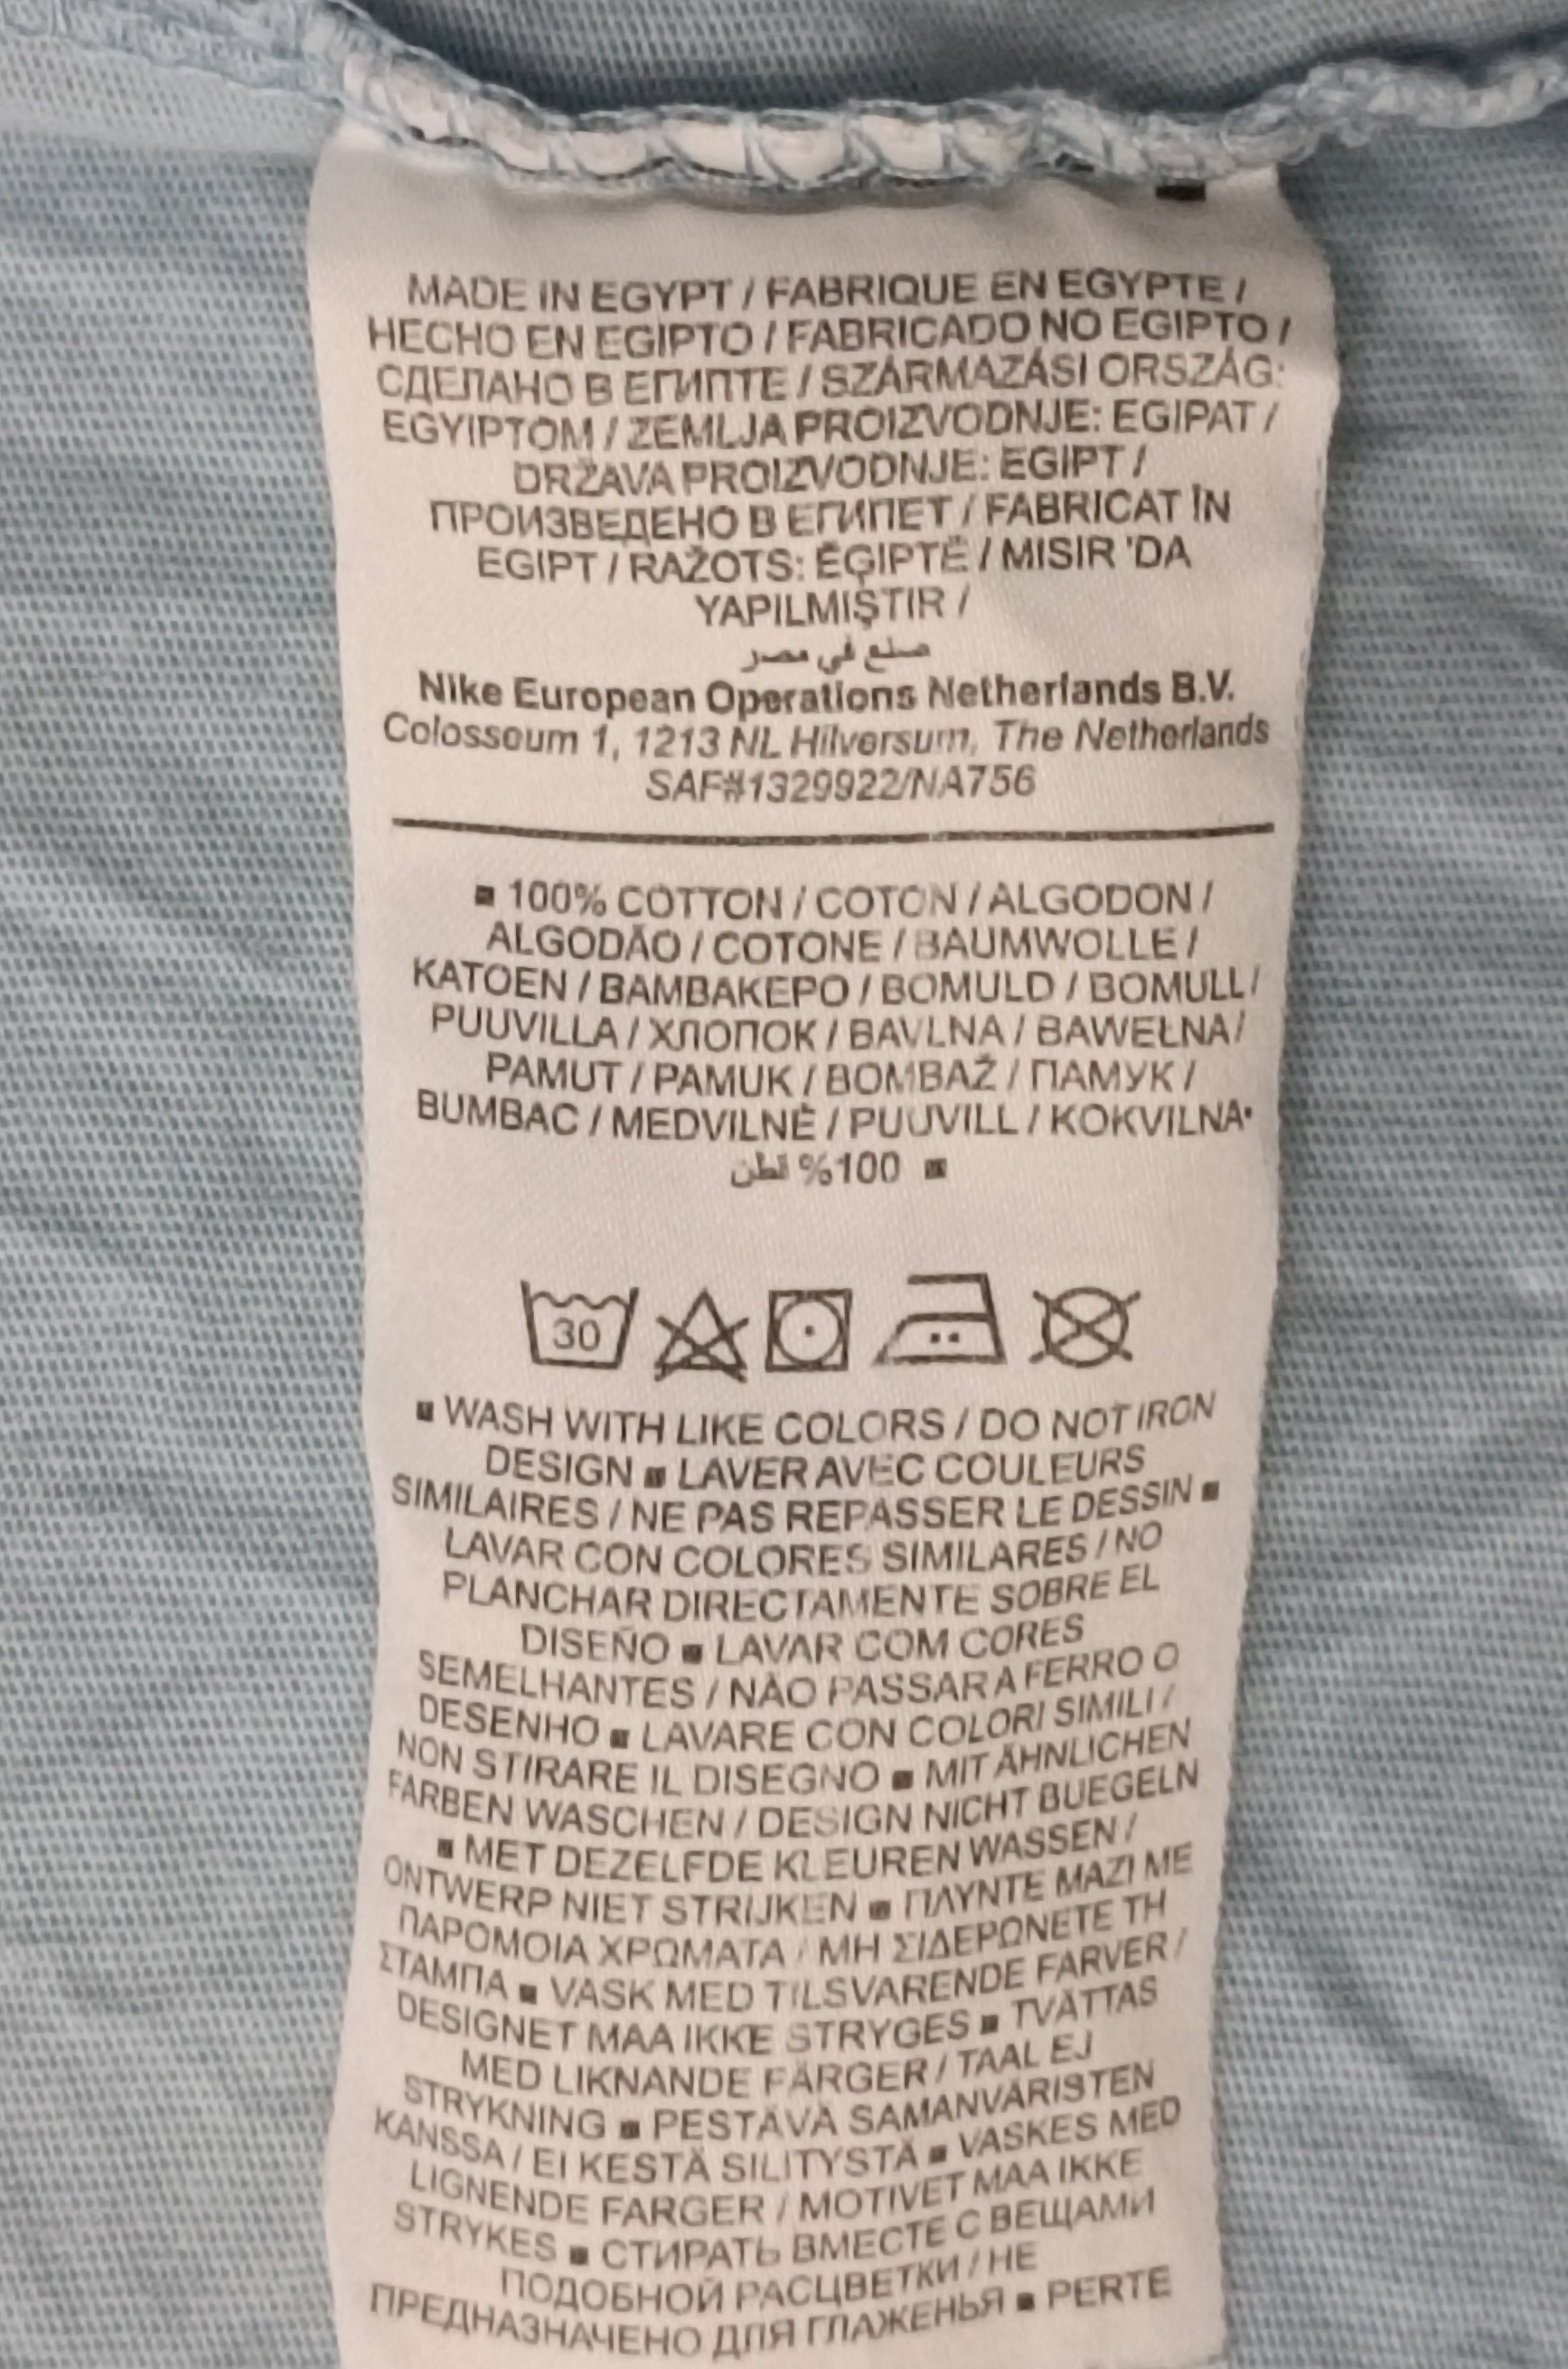 MADE IN EGYPT / FABRIQUE EN EGYPTE /
HECHO EN EGIPTO / FABRICADO NO EGIPTO /
СДЕЛАНО В ЕГИПТЕ / SZÁRMAZÁSI ORSZÁG:
EGYIPTOM / ZEMLJA PROIZVODNJE: EGIPAT /
DRŽAVA PROIZVODNJE: EGIPT /
ПРОИЗВЕДЕНО В ЕГИПЕТ / FABRICAT ÎN
EGIPT / RAŽOTS: ĒĢIPTĒ / MISIR 'DA
YAPILMIŞTIR /
صنع في مصر
Nike European Operations Netherlands B.V.
Colosseum 1, 1213 NL Hilversum, The Netherlands
SAF#1329922/NA756
▪ 100% COTTON / COTON / ALGODON /
ALGODÃO / COTONE / BAUMWOLLE /
KATOEN / ΒΑΜΒΑΚΕΡΟ / BOMULD / BOMULL /
PUUVILLA / ХЛОПОК / BAVLNA / BAWEŁNA /
PAMUT / PAMUK / BOMBAŽ / ПАМУК /
BUMBAC / MEDVILNĖ / PUUVILL / KOKVILNA▪
▪ 100% قطن
30
▪ WASH WITH LIKE COLORS / DO NOT IRON
DESIGN ▪ LAVER AVEC COULEURS
SIMILAIRES / NE PAS REPASSER LE DESSIN ▪
LAVAR CON COLORES SIMILARES / NO
PLANCHAR DIRECTAMENTE SOBRE EL
DISEÑO ▪ LAVAR COM CORES
SEMELHANTES / NÃO PASSAR A FERRO O
DESENHO ▪ LAVARE CON COLORI SIMILI /
NON STIRARE IL DISEGNO ▪ MIT ÄHNLICHEN
FARBEN WASCHEN / DESIGN NICHT BUEGELN
▪ MET DEZELFDE KLEUREN WASSEN /
ONTWERP NIET STRIJKEN ▪ ΠΛΥΝΤΕ ΜΑΖΙ ΜΕ
ΠΑΡΟΜΟΙΑ ΧΡΩΜΑΤΑ / ΜΗ ΣΙΔΕΡΩΝΕΤΕ ΤΗ
ΣΤΑΜΠΑ ▪ VASK MED TILSVARENDE FARVER /
DESIGNET MAA IKKE STRYGES ▪ TVÄTTAS
MED LIKNANDE FÄRGER / TAAL EJ
STRYKNING ▪ PESTÄVÄ SAMANVÄRISTEN
KANSSA / EI KESTÄ SILITYSTÄ ▪ VASKES MED
LIGNENDE FARGER / MOTIVET MAA IKKE
STRYKES ▪ СТИРАТЬ ВМЕСТЕ С ВЕЩАМИ
ПОДОБНОЙ РАСЦВЕТКИ / НЕ
ПРЕДНАЗНАЧЕНО ДЛЯ ГЛАЖЕНЬЯ ▪ PERTE